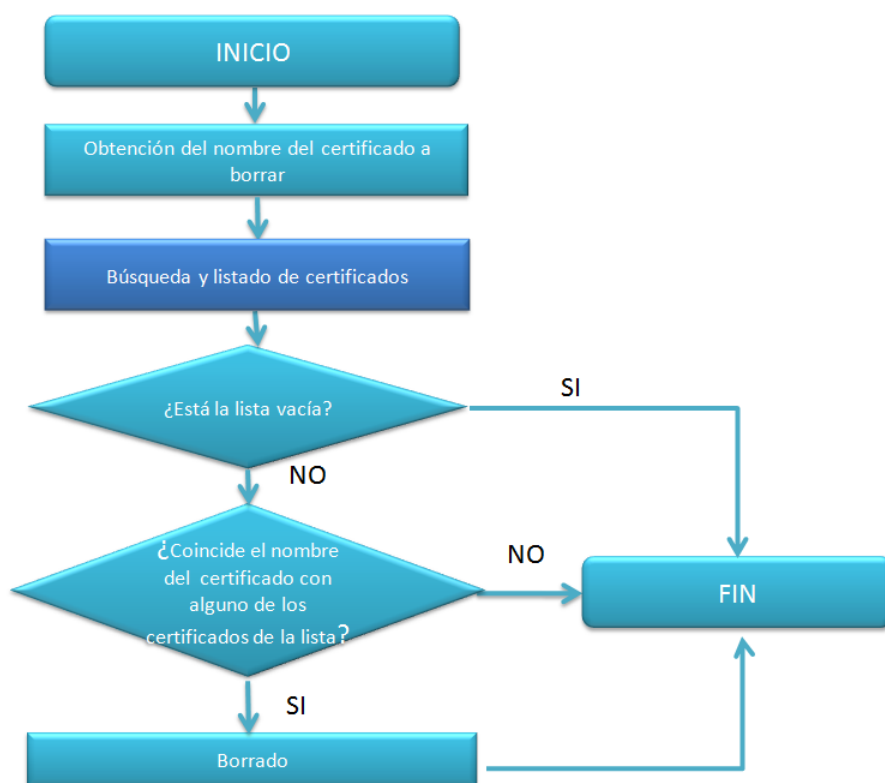 INICIO
Obtención del nombre del certificado a
borrar
Búsqueda y listado de certificados
¿Está la lista vacía?
SI
NO
¿Coincide el nombre
del certificado con
alguno de los
certificados de la lista?
NO
FIN
SI
Borrado